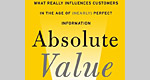 WHAT REALLY INFLUENCES CUSTOMERS
IN THE AGE OF (NEARLY) PERFECT
INFORMATION
Absolute
Value